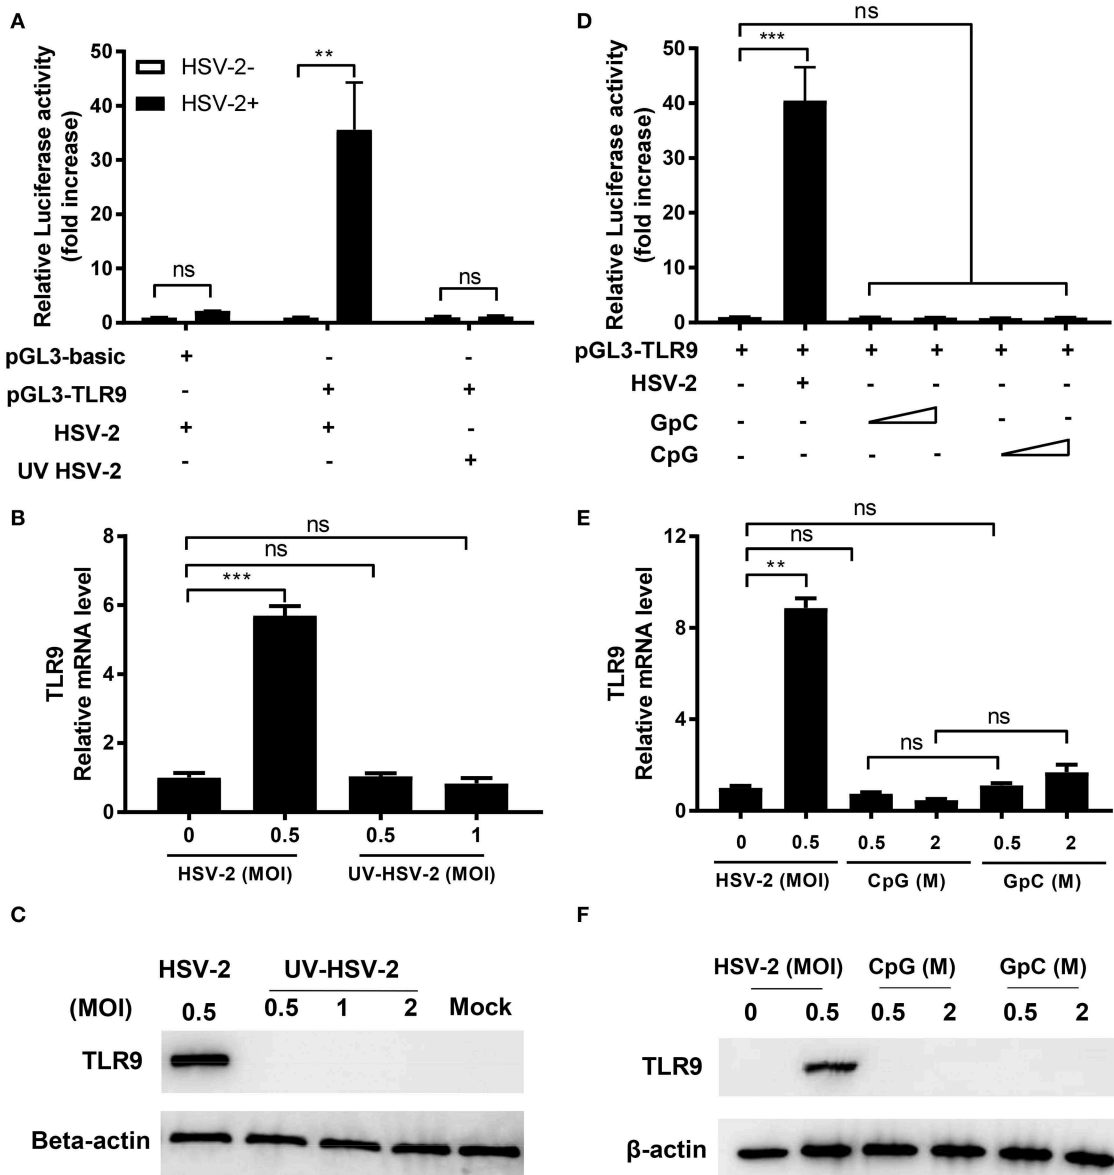 A
Relative Luciferase activity
(fold increase)
50
40
30
20
10
0
HSV-2-
HSV-2+
ns
**
ns
pGL3-basic + - -
pGL3-TLR9 - + +
HSV-2 + + -
UV HSV-2 - - +
B
TLR9
Relative mRNA level
8
6
4
2
0
ns
ns
***
0 0.5 0.5 1
HSV-2 (MOI) UV-HSV-2 (MOI)
C
HSV-2 UV-HSV-2
(MOI) 0.5 0.5 1 2 Mock
TLR9
Beta-actin
D
Relative Luciferase activity
(fold increase)
50
40
30
20
10
0
ns
***
pGL3-TLR9 + + + + + +
HSV-2 - + - - - -
GpC - - - -
CpG - - - -
E
TLR9
Relative mRNA level
12
8
4
0
ns
ns
**
ns
ns
0 0.5 0.5 2 0.5 2
HSV-2 (MOI) CpG (M) GpC (M)
F
HSV-2 (MOI) CpG (M) GpC (M)
0 0.5 0.5 2 0.5 2
TLR9
β-actin